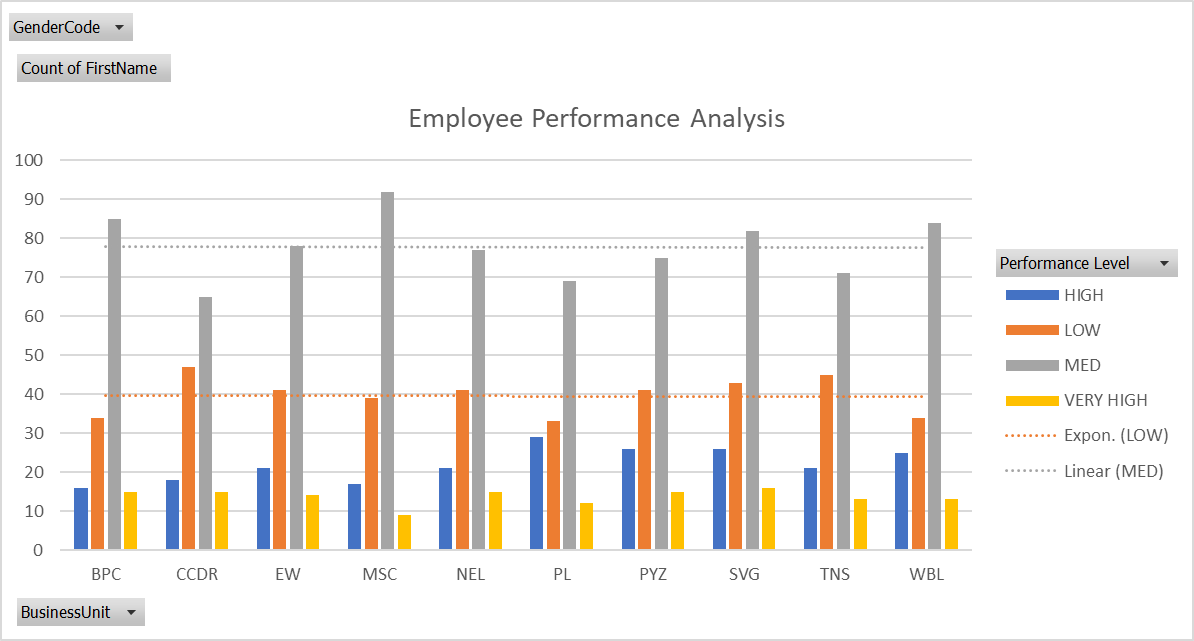 GenderCode
Count of FirstName
Employee Performance Analysis
100
90
80
70
60
50
40
30
20
10
0
BPC CCDR EW MSC NEL PL PYZ SVG TNS WBL
Performance Level
HIGH
LOW
MED
VERY HIGH
Expon. (LOW)
Linear (MED)
BusinessUnit